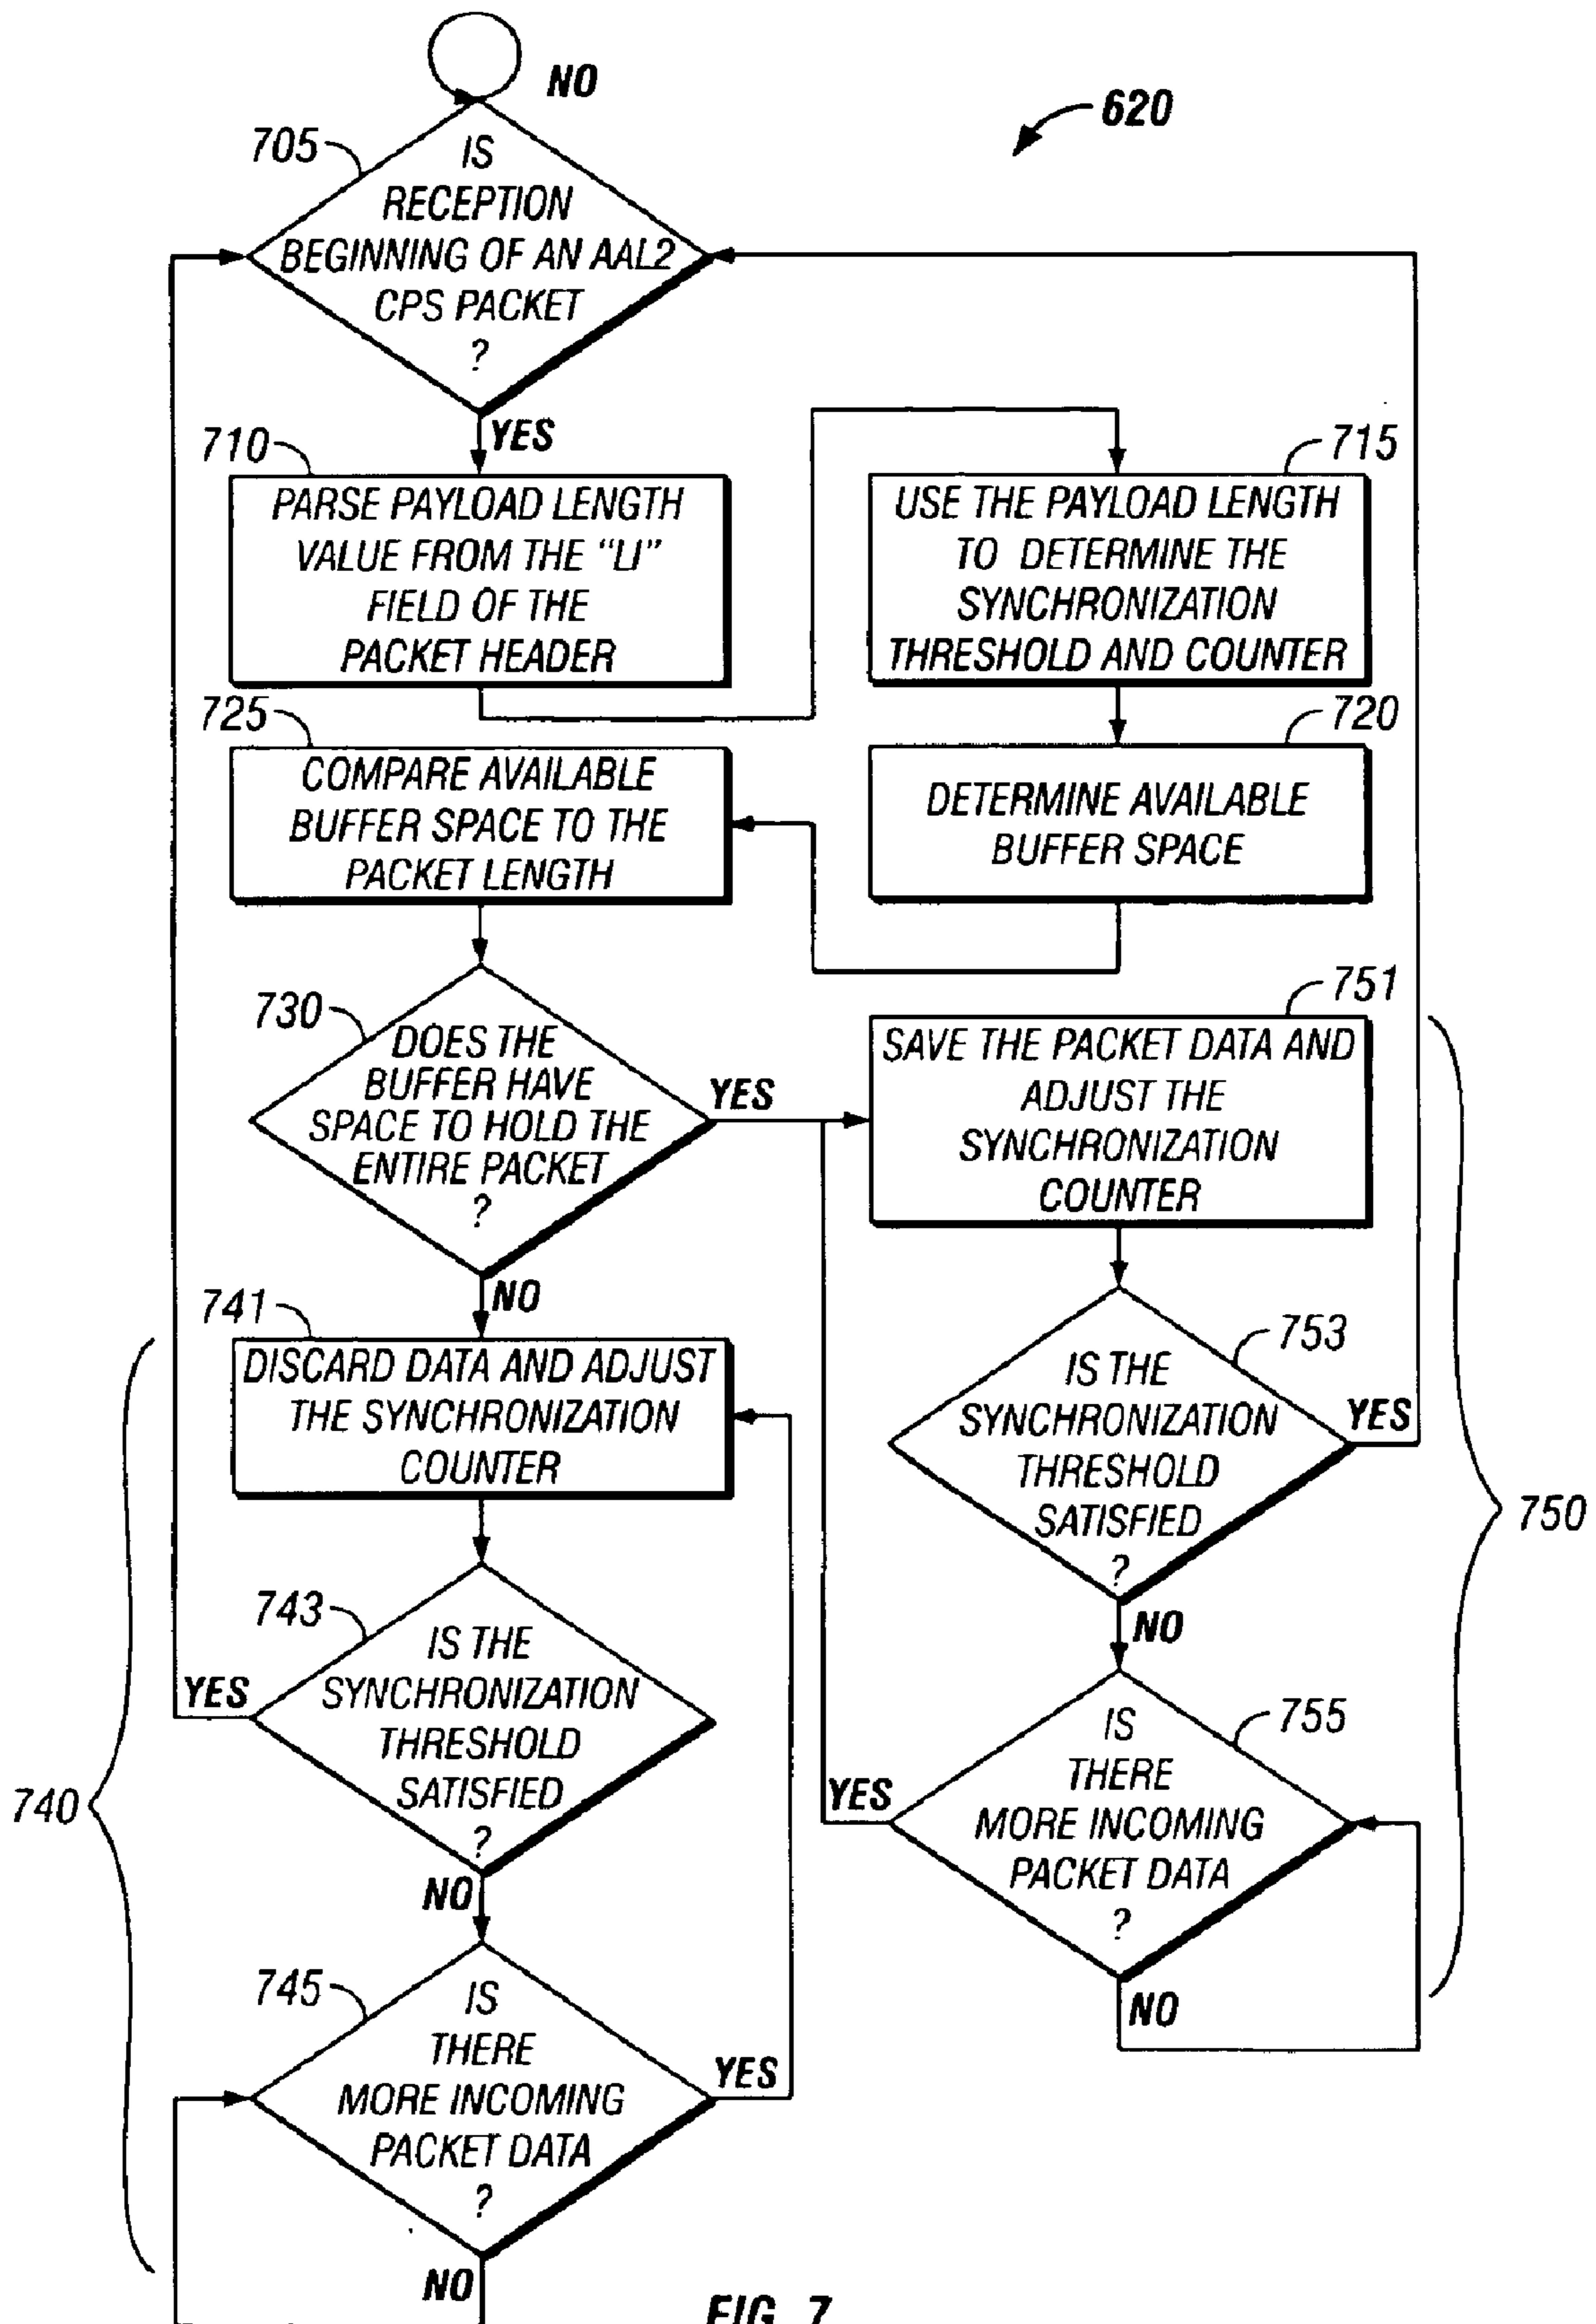 NO
620
705
IS
RECEPTION
BEGINNING OF AN AAL2
CPS PACKET
?
YES
710
PARSE PAYLOAD LENGTH
VALUE FROM THE "LI"
FIELD OF THE
PACKET HEADER
715
USE THE PAYLOAD LENGTH
TO DETERMINE THE
SYNCHRONIZATION
THRESHOLD AND COUNTER
720
DETERMINE AVAILABLE
BUFFER SPACE
725
COMPARE AVAILABLE
BUFFER SPACE TO THE
PACKET LENGTH
730
DOES THE
BUFFER HAVE
SPACE TO HOLD THE
ENTIRE PACKET
?
YES
NO
751
SAVE THE PACKET DATA AND
ADJUST THE
SYNCHRONIZATION
COUNTER
753
IS THE
SYNCHRONIZATION
THRESHOLD
SATISFIED
?
YES
NO
750
755
IS
THERE
MORE INCOMING
PACKET DATA
?
YES
NO
741
DISCARD DATA AND ADJUST
THE SYNCHRONIZATION
COUNTER
743
IS THE
SYNCHRONIZATION
THRESHOLD
SATISFIED
?
YES
NO
740
745
IS
THERE
MORE INCOMING
PACKET DATA
?
YES
NO
FIG. 7